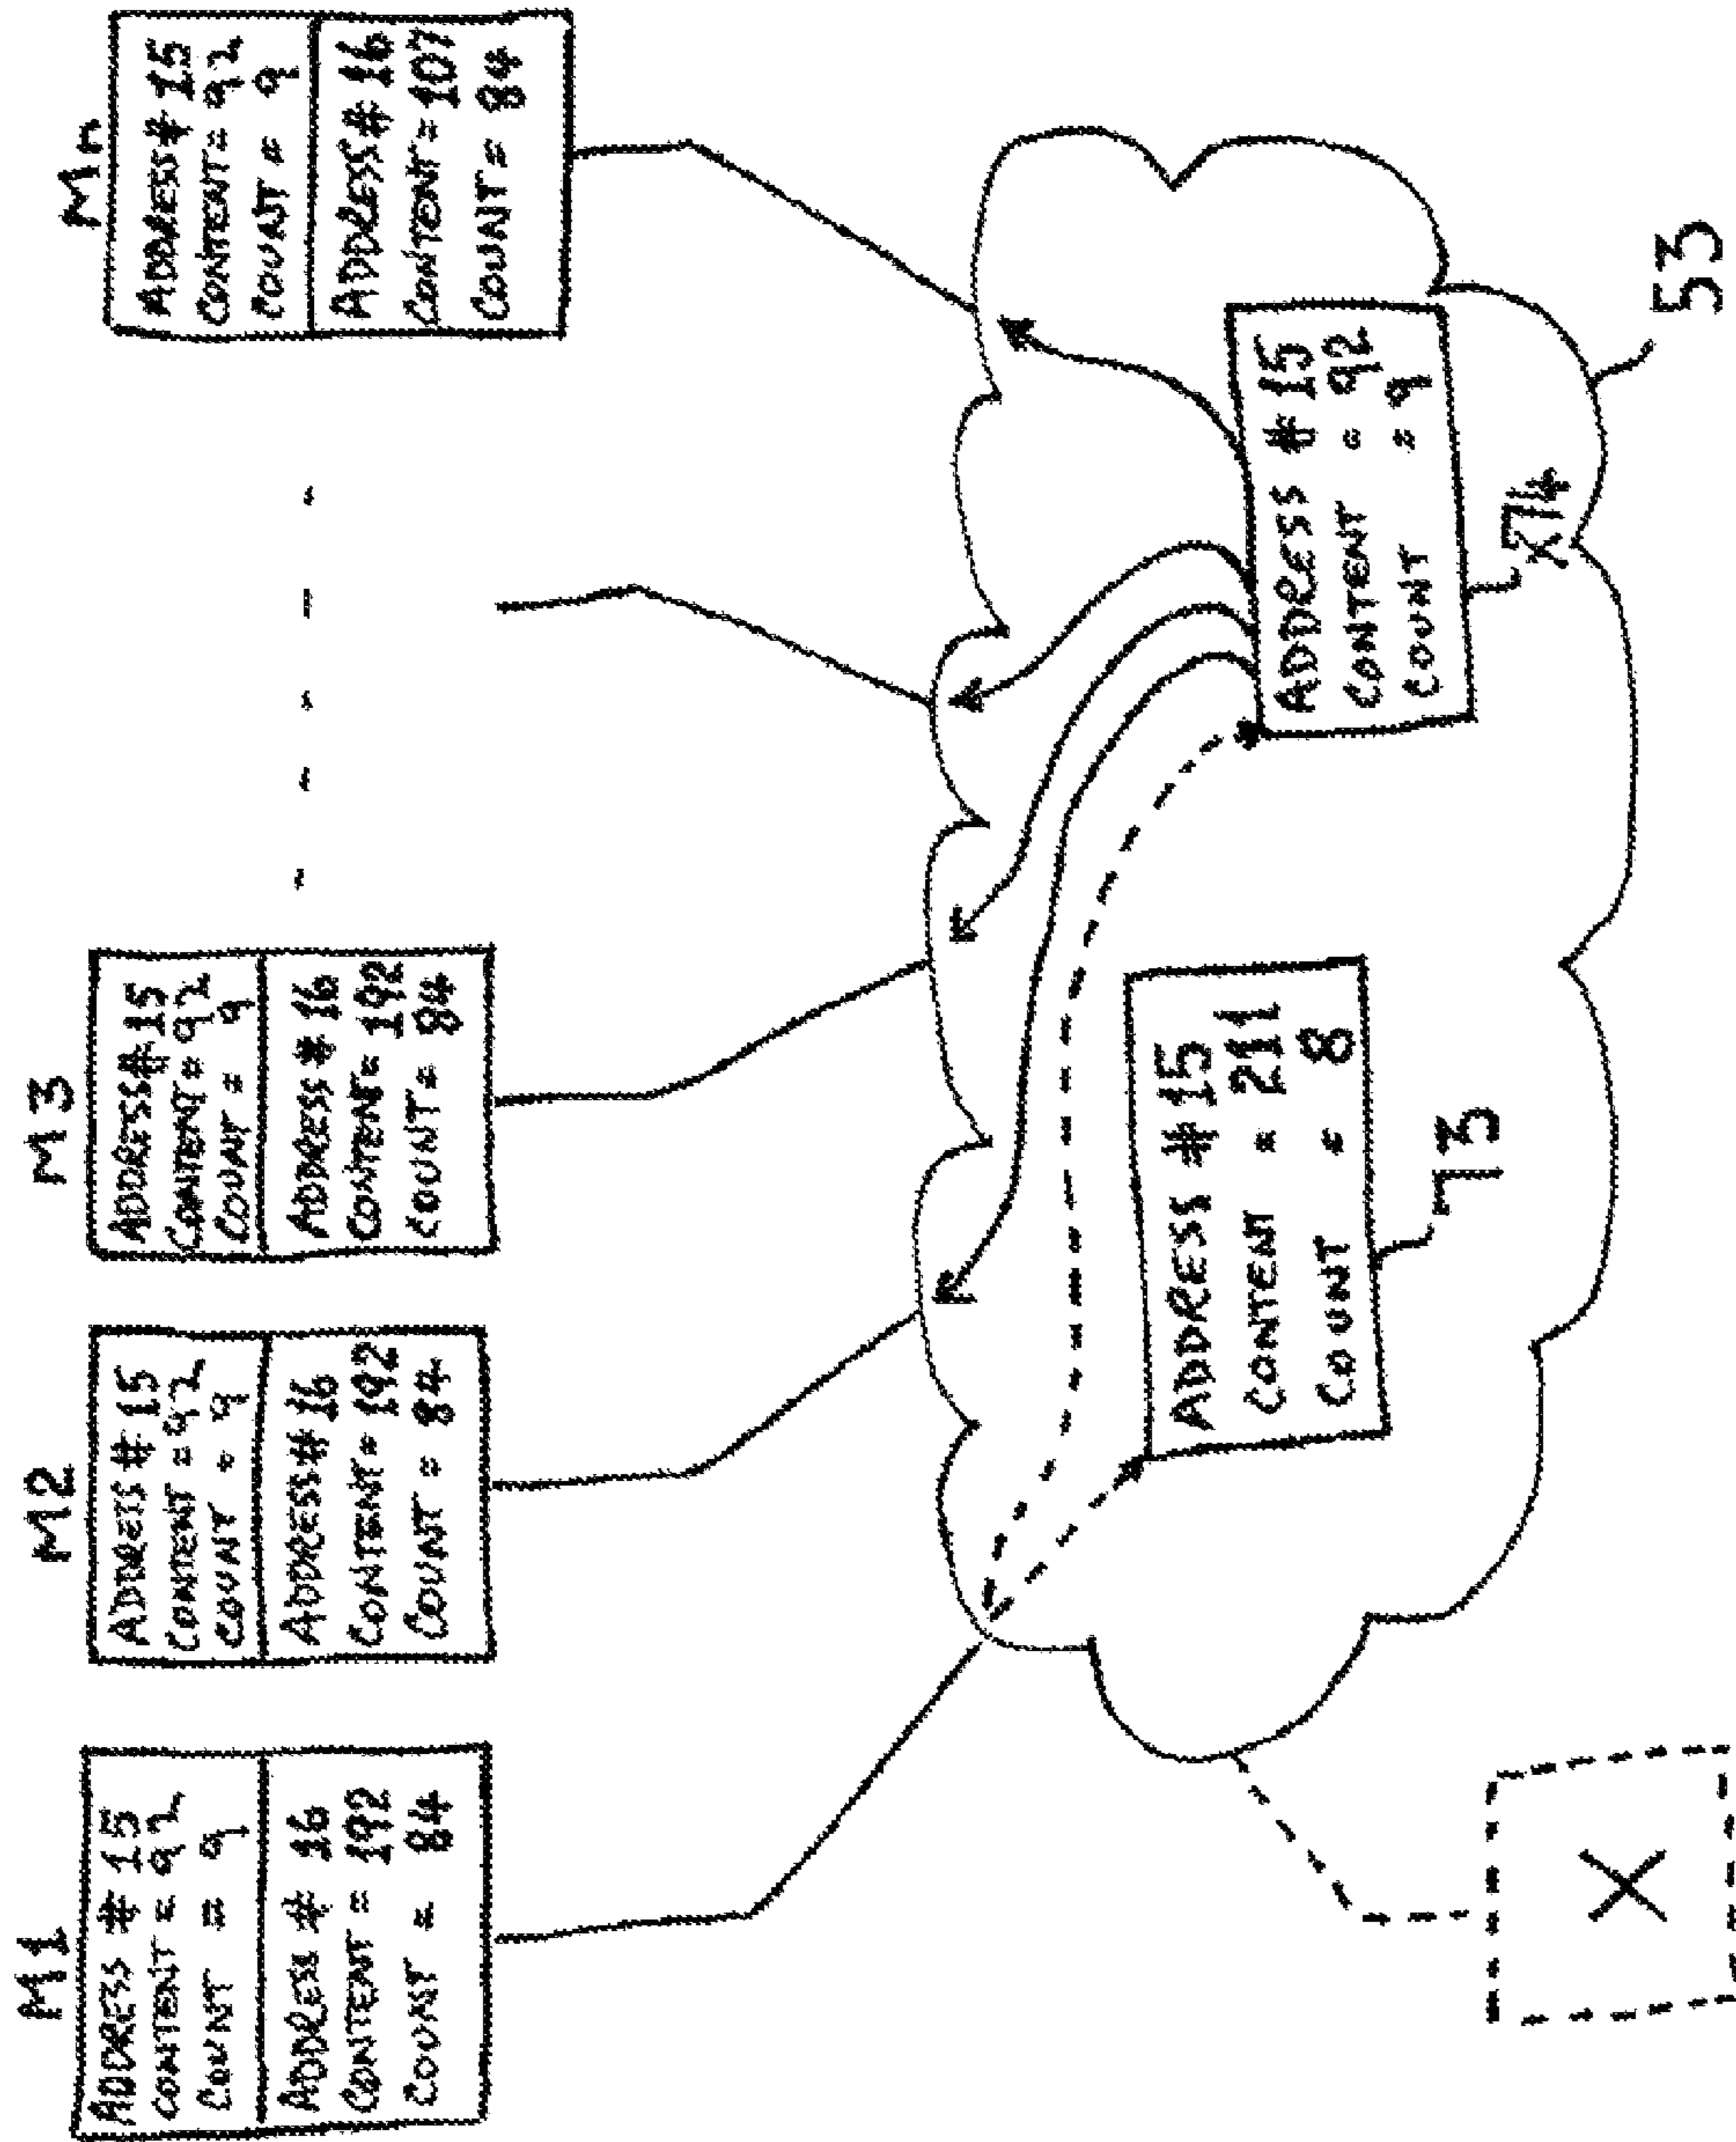 M1
ADDRESS # 15
CONTENT = 92
COUNT = 9
ADDRESS # 16
CONTENT = 192
COUNT = 84
M2
ADDRESS # 15
CONTENT = 92
COUNT = 9
ADDRESS # 16
CONTENT = 192
COUNT = 84
M3
ADDRESS # 15
CONTENT = 92
COUNT = 9
ADDRESS # 16
CONTENT = 192
COUNT = 84
Mn
ADDRESS # 15
CONTENT = 92
COUNT = 9
ADDRESS # 16
CONTENT = 107
COUNT = 84
ADDRESS # 15
CONTENT = 211
COUNT = 8
73
ADDRESS # 15
CONTENT = 92
COUNT = 9
X74
53
X